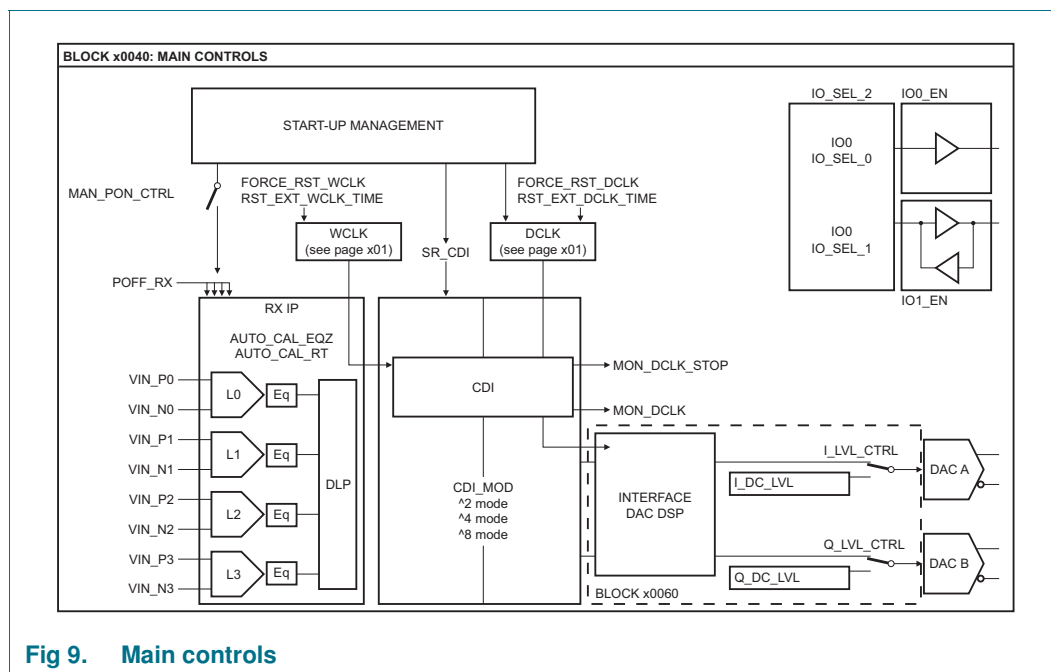 BLOCK x0040: MAIN CONTROLS
START-UP MANAGEMENT
IO_SEL_2
IO0_EN
IO0
IO_SEL_0
IO0
IO_SEL_1
IO1_EN
MAN_PON_CTRL
FORCE_RST_WCLK
RST_EXT_WCLK_TIME
FORCE_RST_DCLK
RST_EXT_DCLK_TIME
WCLK
(see page x01)
SR_CDI
DCLK
(see page x01)
POFF_RX
RX IP
AUTO_CAL_EQZ
AUTO_CAL_RT
VIN_P0
VIN_N0
L0
Eq
VIN_P1
VIN_N1
L1
Eq
VIN_P2
VIN_N2
L2
Eq
VIN_P3
VIN_N3
L3
Eq
DLP
CDI
MON_DCLK_STOP
MON_DCLK
CDI_MOD
^2 mode
^4 mode
^8 mode
INTERFACE
DAC DSP
I_LVL_CTRL
I_DC_LVL
DAC A
Q_LVL_CTRL
Q_DC_LVL
DAC B
BLOCK x0060
Fig 9. Main controls